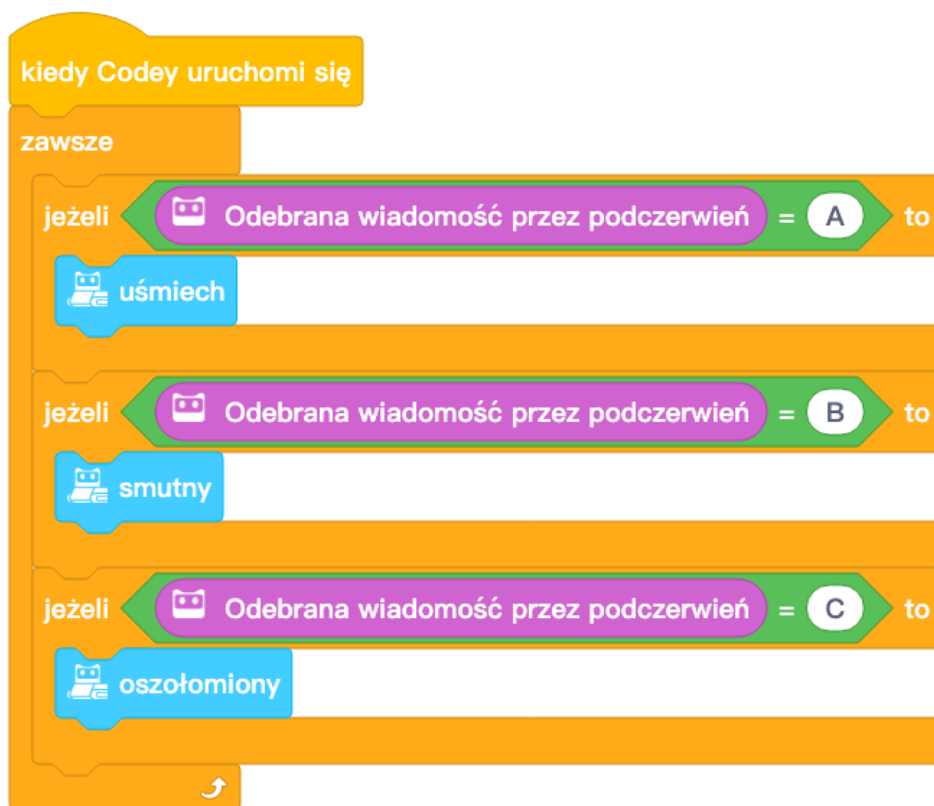 kiedy Codey uruchomi się
zawsze
jeżeli Odebrana wiadomość przez podczerwień = A to
uśmiech
jeżeli Odebrana wiadomość przez podczerwień = B to
smutny
jeżeli Odebrana wiadomość przez podczerwień = C to
oszołomiony